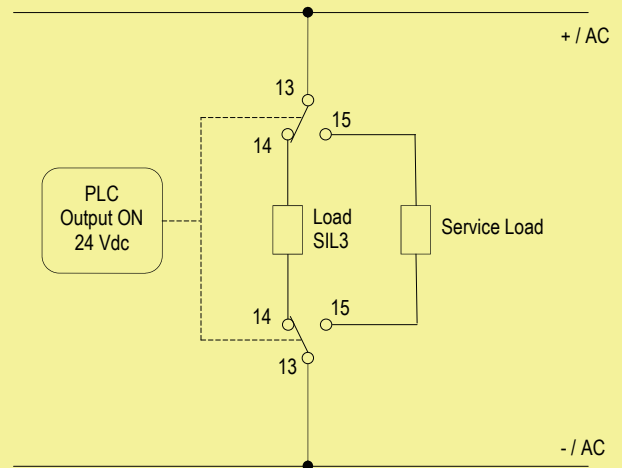 + / AC
13
14
15
PLC
Output ON
24 Vdc
Load
SIL3
Service Load
14
15
13
- / AC